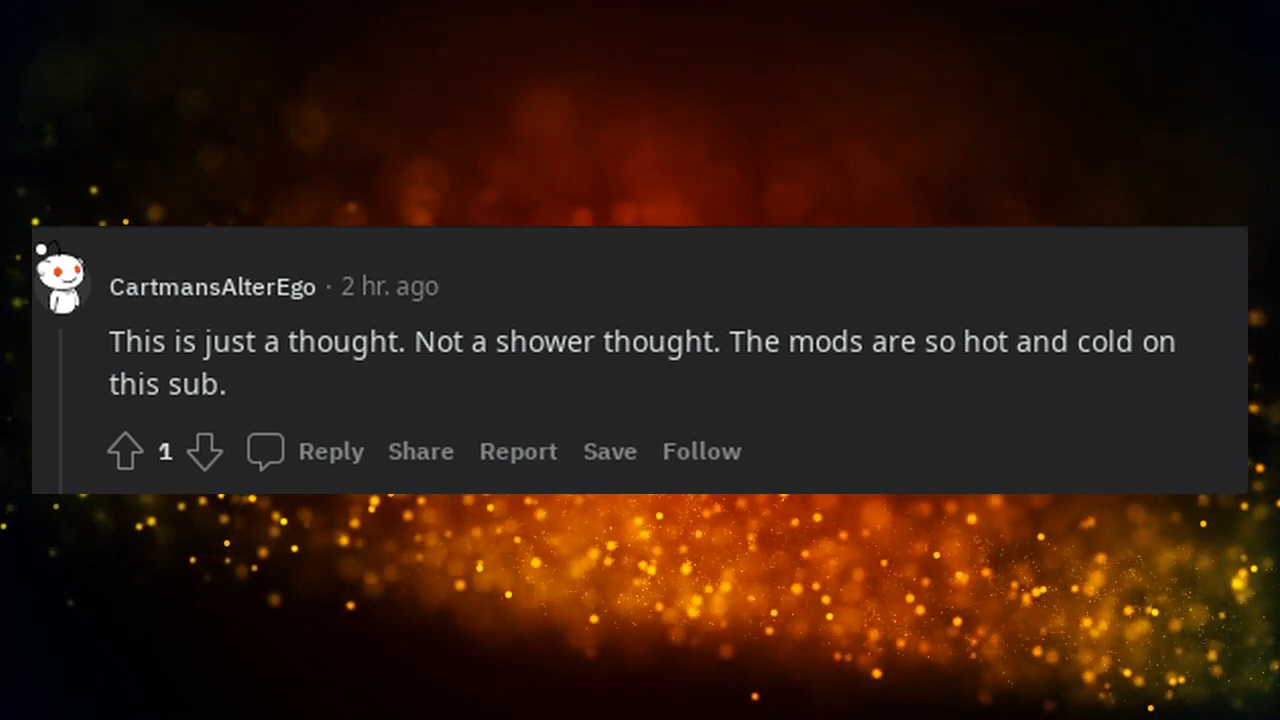 CartmansAlterEgo · 2 hr. ago
This is just a thought. Not a shower thought. The mods are so hot and cold on
this sub.
1 Reply Share Report Save Follow